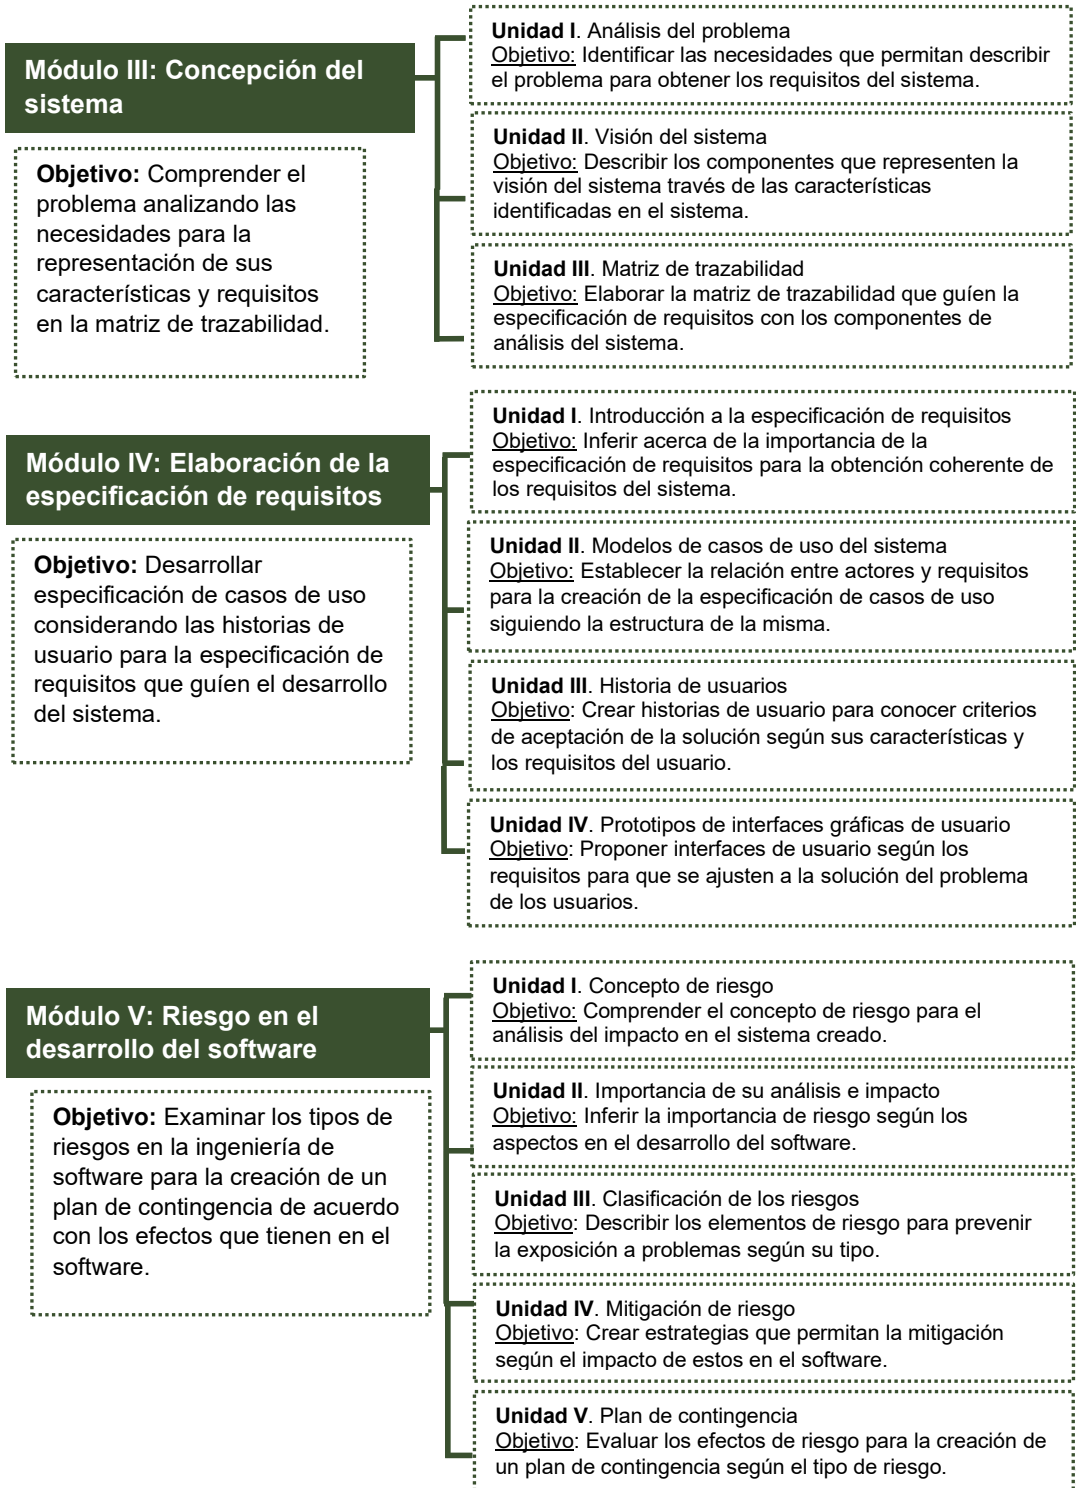 Módulo III: Concepción del
sistema
Objetivo: Comprender el
problema analizando las
necesidades para la
representación de sus
características y requisitos
en la matriz de trazabilidad.
Unidad I. Análisis del problema
Objetivo: Identificar las necesidades que permitan describir
el problema para obtener los requisitos del sistema.
Unidad II. Visión del sistema
Objetivo: Describir los componentes que representen la
visión del sistema través de las características
identificadas en el sistema.
Unidad III. Matriz de trazabilidad
Objetivo: Elaborar la matriz de trazabilidad que guíen la
especificación de requisitos con los componentes de
análisis del sistema.
Módulo IV: Elaboración de la
especificación de requisitos
Objetivo: Desarrollar
especificación de casos de uso
considerando las historias de
usuario para la especificación de
requisitos que guíen el desarrollo
del sistema.
Unidad I. Introducción a la especificación de requisitos
Objetivo: Inferir acerca de la importancia de la
especificación de requisitos para la obtención coherente de
los requisitos del sistema.
Unidad II. Modelos de casos de uso del sistema
Objetivo: Establecer la relación entre actores y requisitos
para la creación de la especificación de casos de uso
siguiendo la estructura de la misma.
Unidad III. Historia de usuarios
Objetivo: Crear historias de usuario para conocer criterios
de aceptación de la solución según sus características y
los requisitos del usuario.
Unidad IV. Prototipos de interfaces gráficas de usuario
Objetivo: Proponer interfaces de usuario según los
requisitos para que se ajusten a la solución del problema
de los usuarios.
Módulo V: Riesgo en el
desarrollo del software
Objetivo: Examinar los tipos de
riesgos en la ingeniería de
software para la creación de un
plan de contingencia de acuerdo
con los efectos que tienen en el
software.
Unidad I. Concepto de riesgo
Objetivo: Comprender el concepto de riesgo para el
análisis del impacto en el sistema creado.
Unidad II. Importancia de su análisis e impacto
Objetivo: Inferir la importancia de riesgo según los
aspectos en el desarrollo del software.
Unidad III. Clasificación de los riesgos
Objetivo: Describir los elementos de riesgo para prevenir
la exposición a problemas según su tipo.
Unidad IV. Mitigación de riesgo
Objetivo: Crear estrategias que permitan la mitigación
según el impacto de estos en el software.
Unidad V. Plan de contingencia
Objetivo: Evaluar los efectos de riesgo para la creación de
un plan de contingencia según el tipo de riesgo.